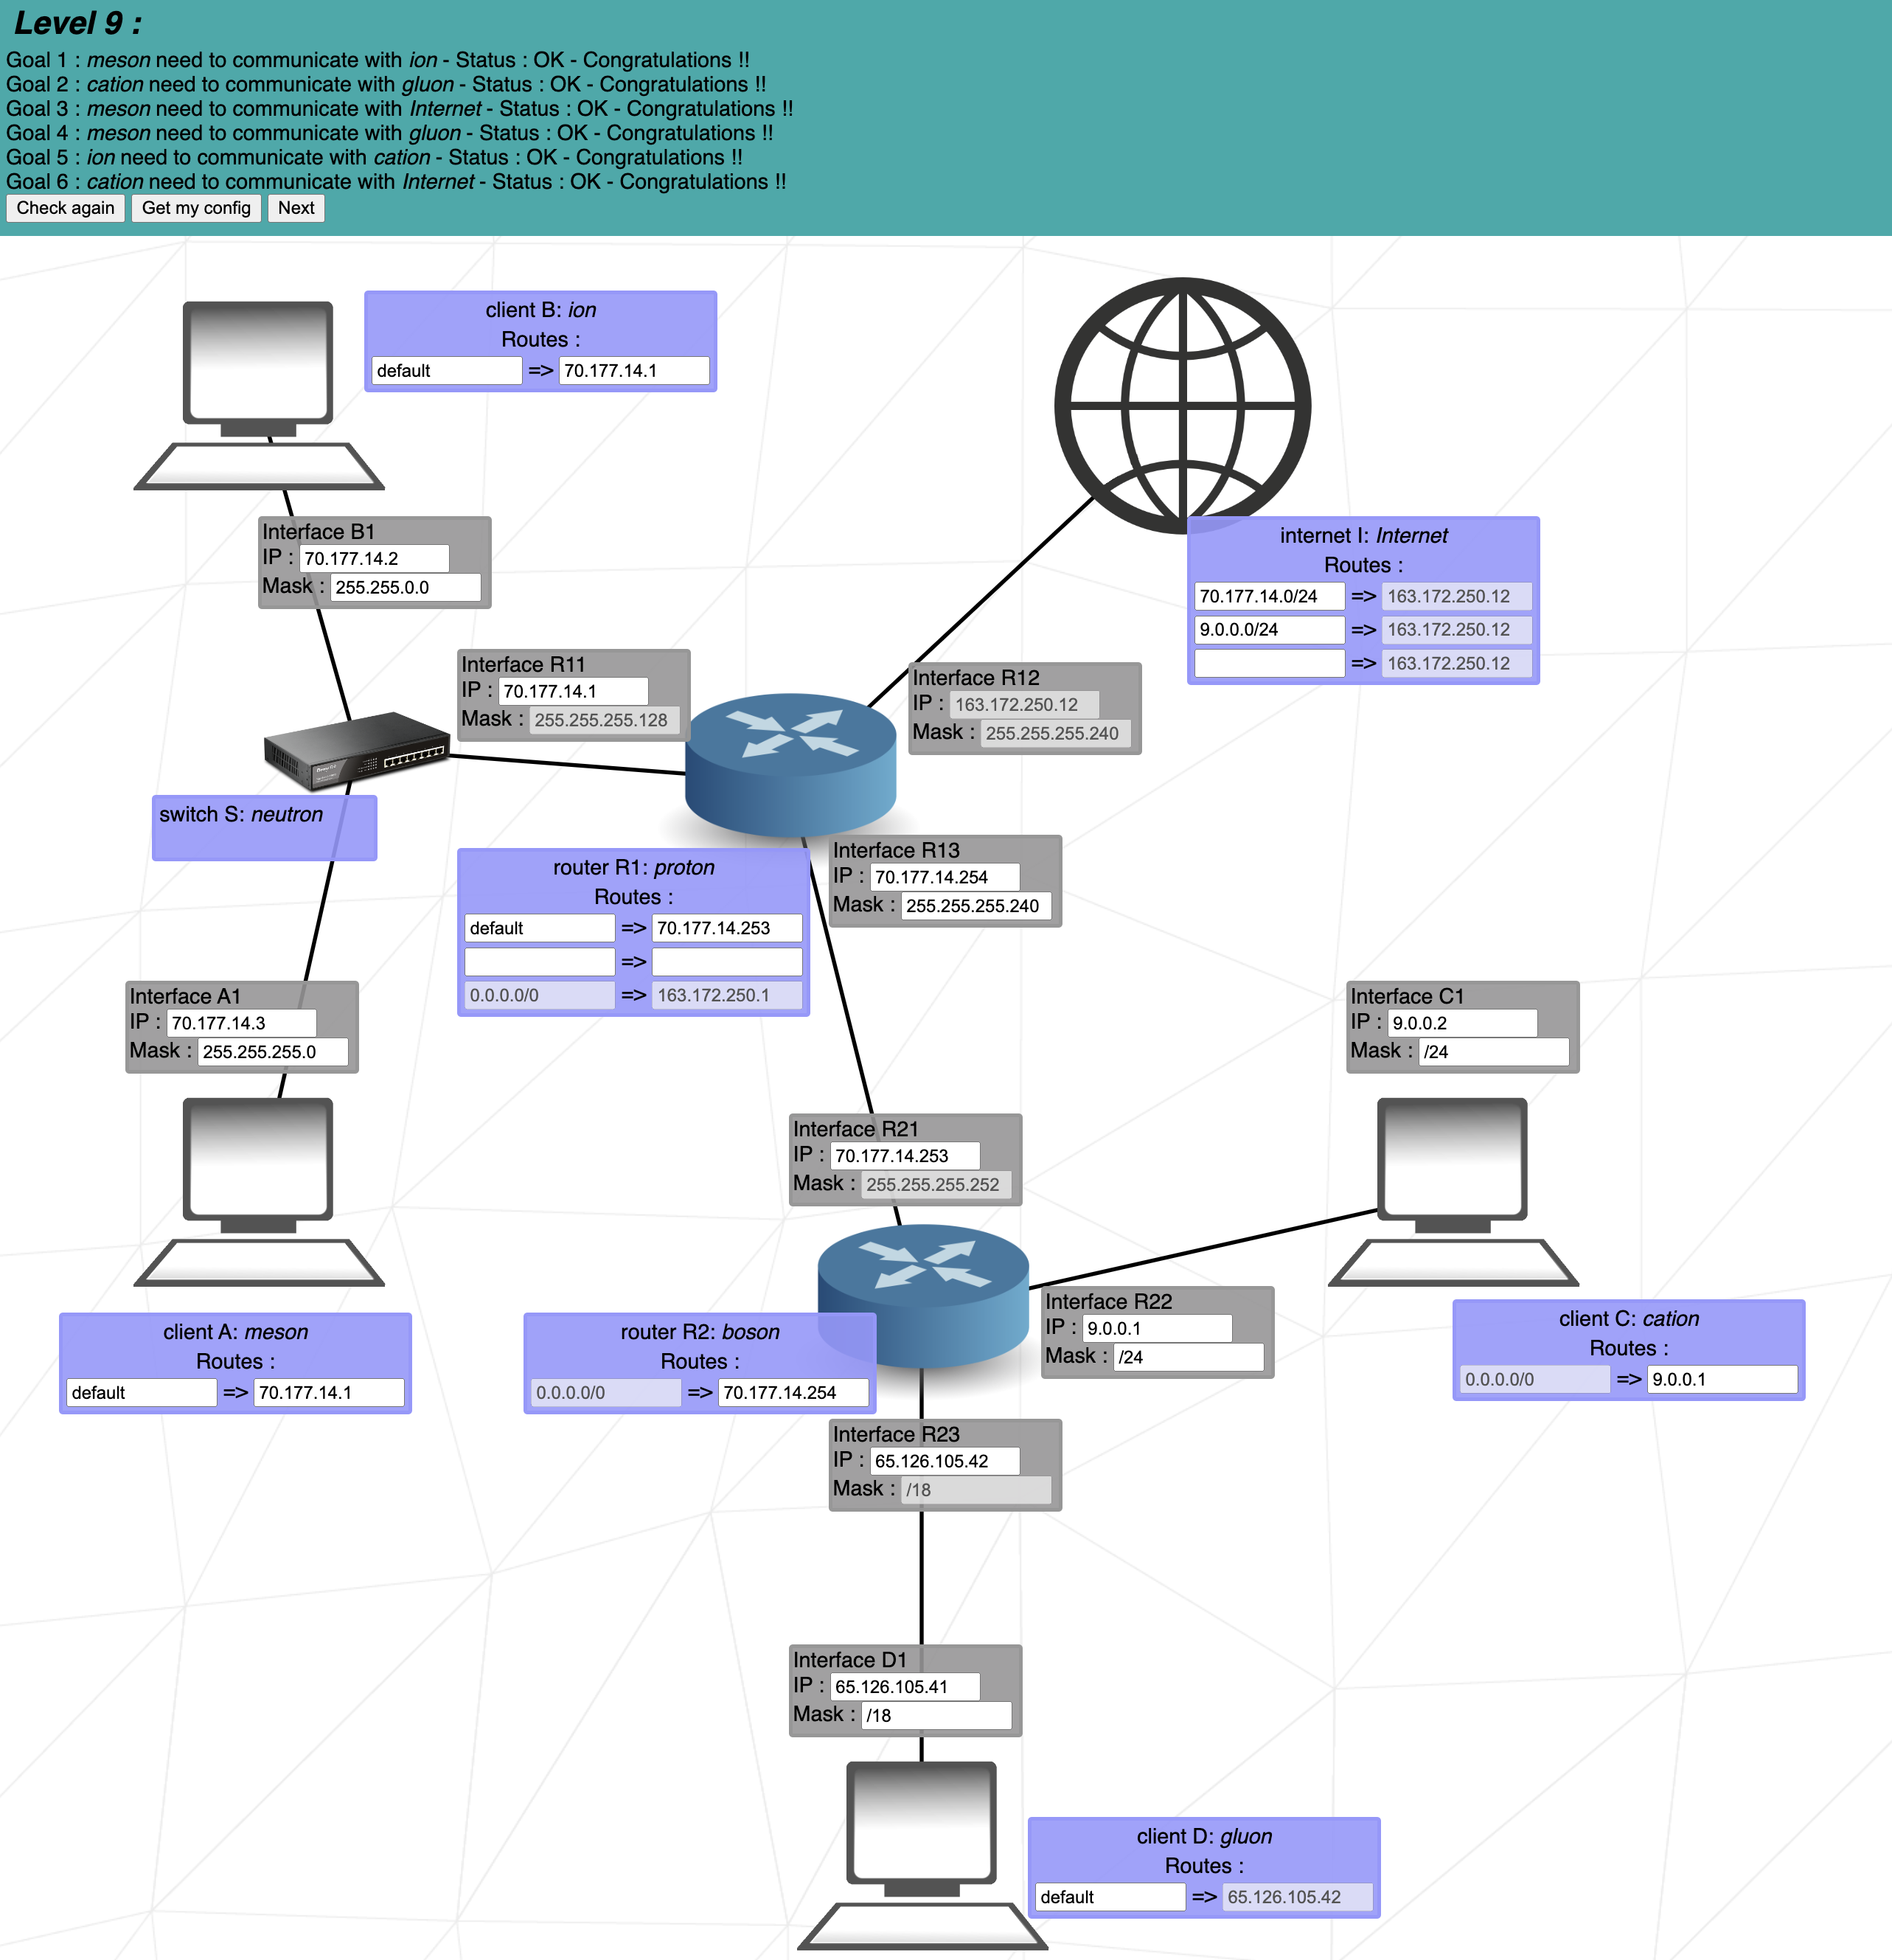 Level 9 :
Goal 1 : meson need to communicate with ion - Status : OK - Congratulations !!
Goal 2 : cation need to communicate with gluon - Status : OK - Congratulations !!
Goal 3 : meson need to communicate with Internet - Status : OK - Congratulations !!
Goal 4 : meson need to communicate with gluon - Status : OK - Congratulations !!
Goal 5 : ion need to communicate with cation - Status : OK - Congratulations !!
Goal 6 : cation need to communicate with Internet - Status : OK - Congratulations !!
Check again Get my config Next
client B: ion
Routes :
default => 70.177.14.1
Interface B1
IP : 70.177.14.2
Mask : 255.255.0.0
internet I: Internet
Routes :
70.177.14.0/24 => 163.172.250.12
9.0.0.0/24 => 163.172.250.12
=> 163.172.250.12
Interface R11
IP : 70.177.14.1
Mask : 255.255.255.128
Interface R12
IP : 163.172.250.12
Mask : 255.255.255.240
switch S: neutron
Interface R13
IP : 70.177.14.254
Mask : 255.255.255.240
router R1: proton
Routes :
default => 70.177.14.253
=>
0.0.0.0/0 => 163.172.250.1
Interface A1
IP : 70.177.14.3
Mask : 255.255.255.0
Interface C1
IP : 9.0.0.2
Mask : /24
Interface R21
IP : 70.177.14.253
Mask : 255.255.255.252
client A: meson
Routes :
default => 70.177.14.1
router R2: boson
Routes :
0.0.0.0/0 => 70.177.14.254
Interface R22
IP : 9.0.0.1
Mask : /24
client C: cation
Routes :
0.0.0.0/0 => 9.0.0.1
Interface R23
IP : 65.126.105.42
Mask : /18
Interface D1
IP : 65.126.105.41
Mask : /18
client D: gluon
Routes :
default => 65.126.105.42